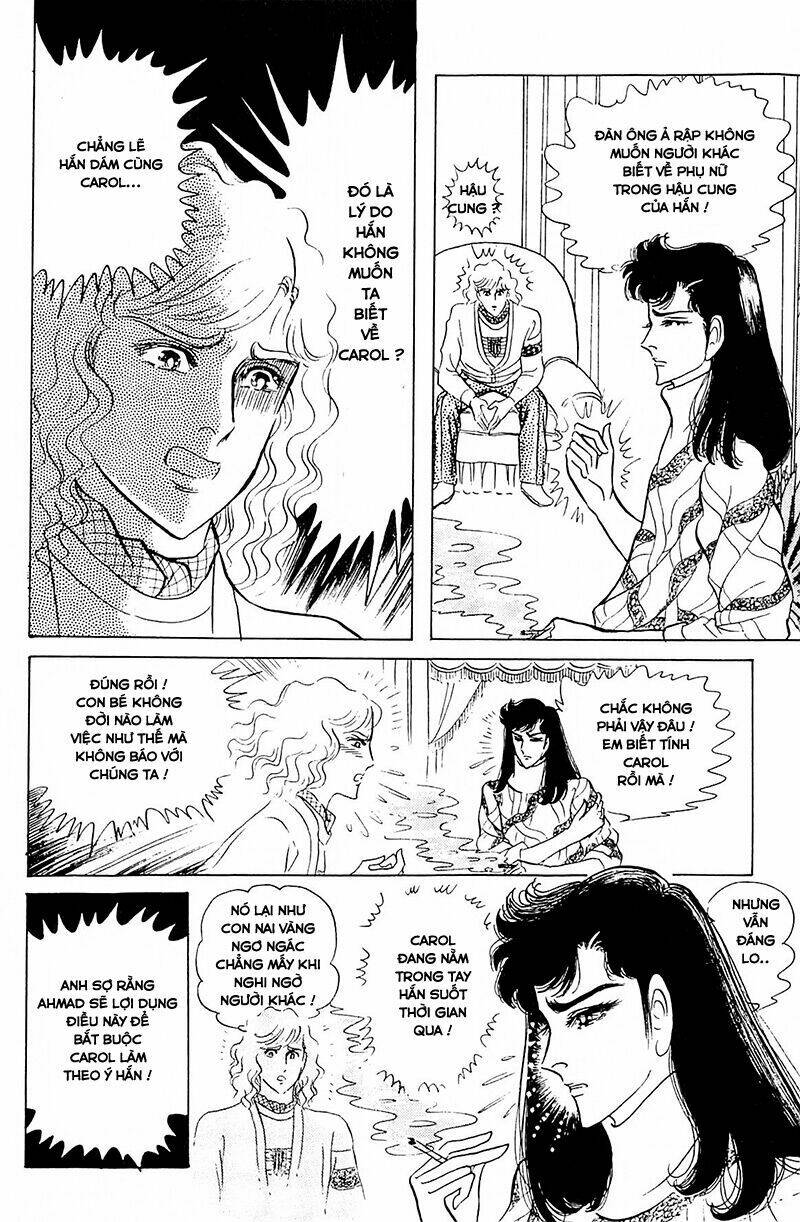 ĐÀN ÔNG Ả RẬP KHÔNG
MUỐN NGƯỜI KHÁC
BIẾT VỀ PHỤ NỮ
TRONG HẬU CUNG
CỦA HẮN !
HẬU
CUNG ?
ĐÓ LÀ
LÝ DO
HẮN
KHÔNG
MUỐN
TA
BIẾT
VỀ
CAROL ?
CHẲNG LẼ
HẮN DÁM CÙNG
CAROL...
CHẮC KHÔNG
PHẢI VẬY ĐÂU !
EM BIẾT TÍNH
CAROL
RỒI MÀ !
ĐÚNG RỒI !
CON BÉ KHÔNG
ĐỜI NÀO LÀM
VIỆC NHƯ THẾ MÀ
KHÔNG BÁO VỚI
CHÚNG TA !
NHƯNG
VẪN
ĐÁNG
LO..
CAROL
ĐANG NẰM
TRONG TAY
HẮN SUỐT
THỜI GIAN
QUA !
NÓ LẠI NHƯ
CON NAI VÀNG
NGƠ NGÁC
CHẲNG MẤY KHI
NGHI NGỜ
NGƯỜI KHÁC !
ANH SỢ RẰNG
AHMAD SẼ LỢI DỤNG
ĐIỀU NÀY ĐỂ
BẮT BUỘC
CAROL LÀM
THEO Ý HẮN !